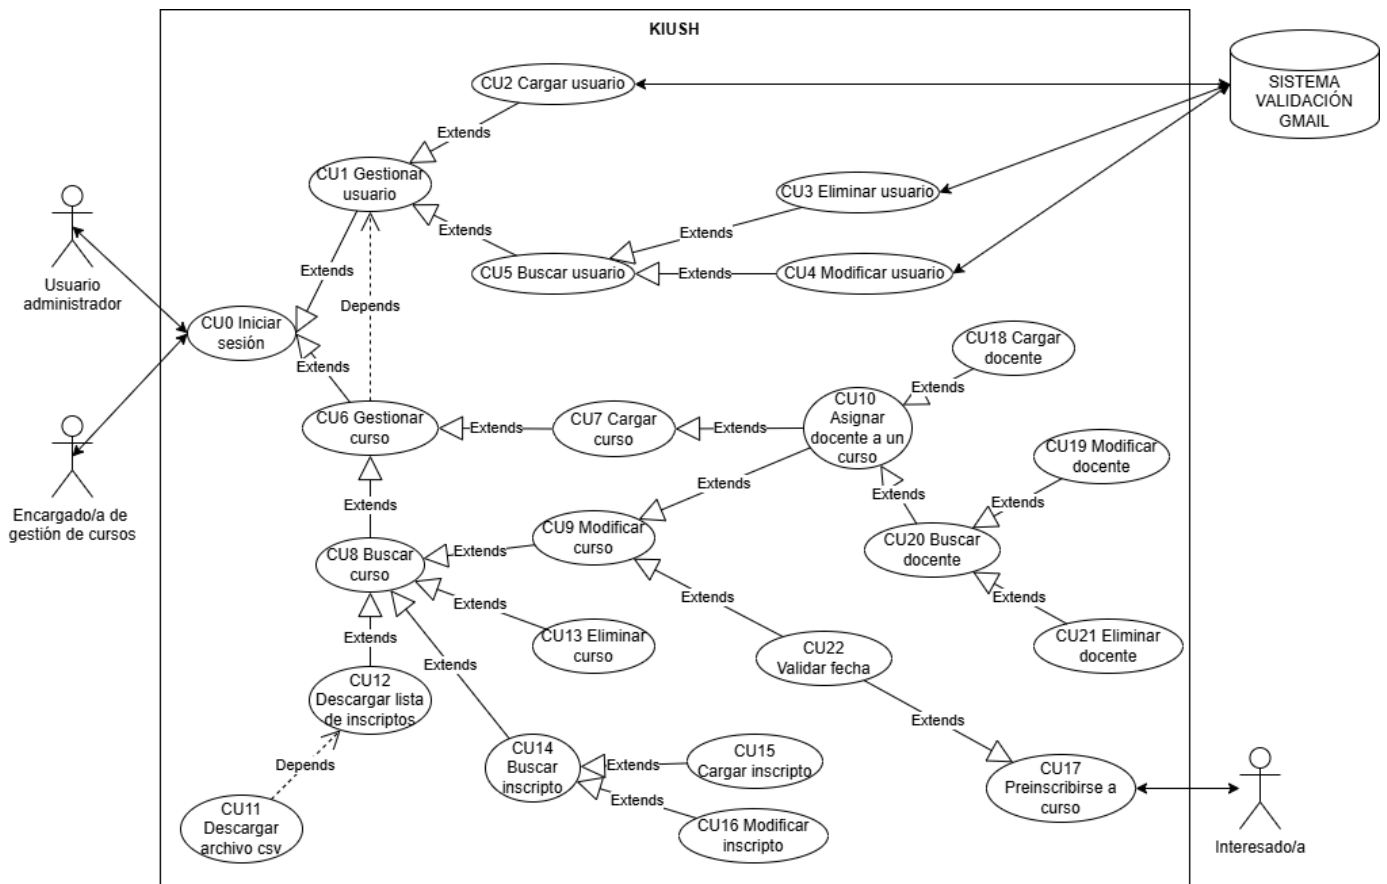 KIUSH
CU2 Cargar usuario
SISTEMA
VALIDACIÓN
GMAIL
Extends
CU1 Gestionar
usuario
CU3 Eliminar usuario
Extends
Extends
CU5 Buscar usuario
Extends
CU4 Modificar usuario
Usuario
administrador
Extends
Depends
CU0 Iniciar
sesión
Extends
CU18 Cargar
docente
Extends
CU6 Gestionar
curso
Extends
CU7 Cargar
curso
Extends
CU10
Asignar
docente a un
curso
CU19 Modificar
docente
Extends
Extends
Extends
Encargado/a de
gestión de cursos
Extends
CU9 Modificar
curso
CU20 Buscar
docente
CU8 Buscar
curso
Extends
Extends
Extends
Extends
CU13 Eliminar
curso
CU21 Eliminar
docente
Extends
Extends
CU22
Validar fecha
CU12
Descargar lista
de inscriptos
Extends
CU14
Buscar
inscripto
Extends
CU15
Cargar inscripto
Depends
CU17
Preinscribirse a
curso
Extends
CU16 Modificar
inscripto
CU11
Descargar
archivo csv
Interesado/a